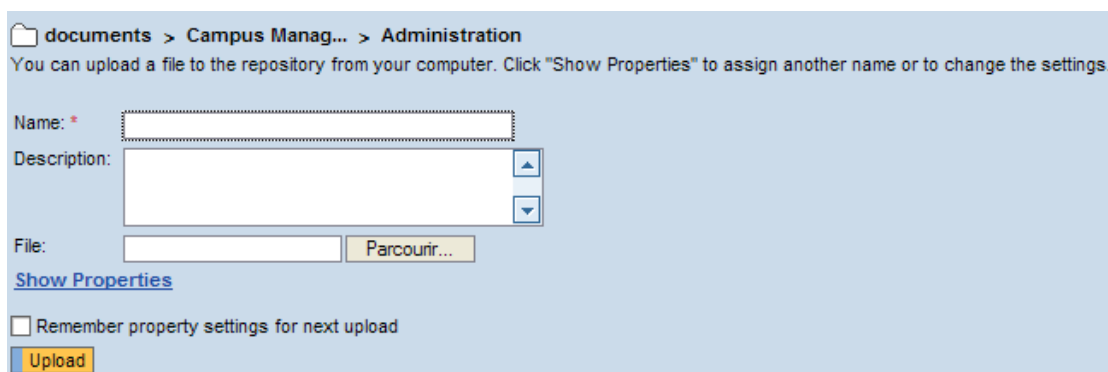 documents > Campus Manag... > Administration
You can upload a file to the repository from your computer. Click "Show Properties" to assign another name or to change the settings.
Name: *
Description:
File: Parcourir...
Show Properties
Remember property settings for next upload
Upload